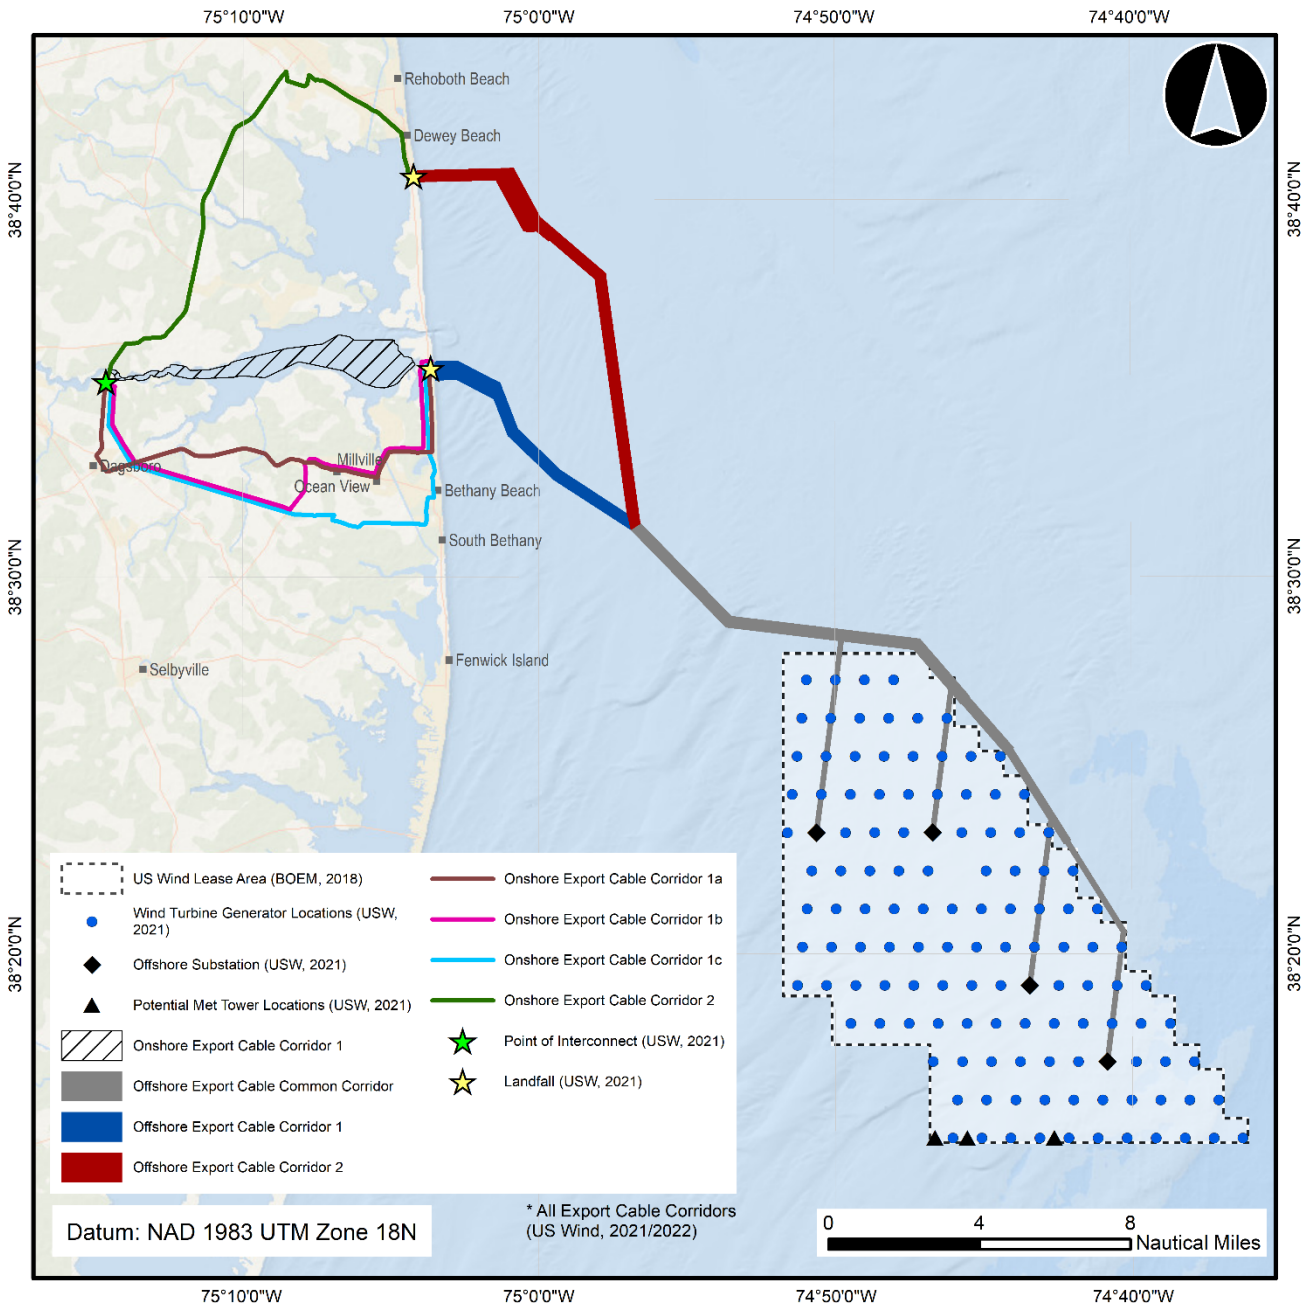 75°10'0"W 75°0'0"W 74°50'0"W 74°40'0"W
Rehoboth Beach
Dewey Beach
38°40'0"N 38°40'0"N
Dagsboro
Millville
Ocean View
Bethany Beach
South Bethany
38°30'0"N 38°30'0"N
Fenwick Island
Selbyville
38°20'0"N 38°20'0"N
US Wind Lease Area (BOEM, 2018)
Wind Turbine Generator Locations (USW,
2021)
Offshore Substation (USW, 2021)
Potential Met Tower Locations (USW, 2021)
Onshore Export Cable Corridor 1
Offshore Export Cable Common Corridor
Offshore Export Cable Corridor 1
Offshore Export Cable Corridor 2
Onshore Export Cable Corridor 1a
Onshore Export Cable Corridor 1b
Onshore Export Cable Corridor 1c
Onshore Export Cable Corridor 2
Point of Interconnect (USW, 2021)
Landfall (USW, 2021)
Datum: NAD 1983 UTM Zone 18N
* All Export Cable Corridors
(US Wind, 2021/2022)
0 4 8
Nautical Miles
75°10'0"W 75°0'0"W 74°50'0"W 74°40'0"W